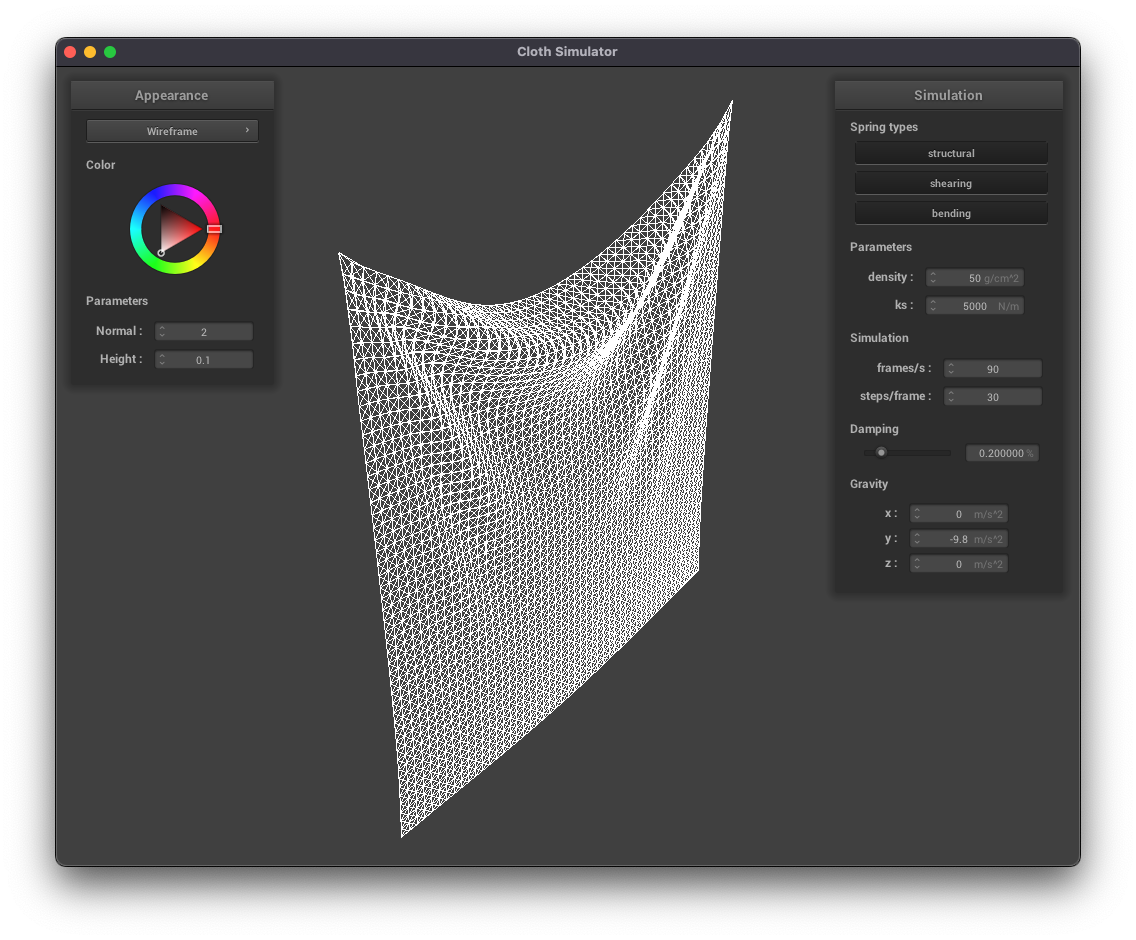 Cloth Simulator
Appearance
Wireframe
Color
Parameters
Normal : 2
Height : 0.1
Simulation
Spring types
structural
shearing
bending
Parameters
density : 50 g/cm^2
ks : 5000 N/m
Simulation
frames/s : 90
steps/frame : 30
Damping
0.200000 %
Gravity
x : 0 m/s^2
y : -9.8 m/s^2
z : 0 m/s^2